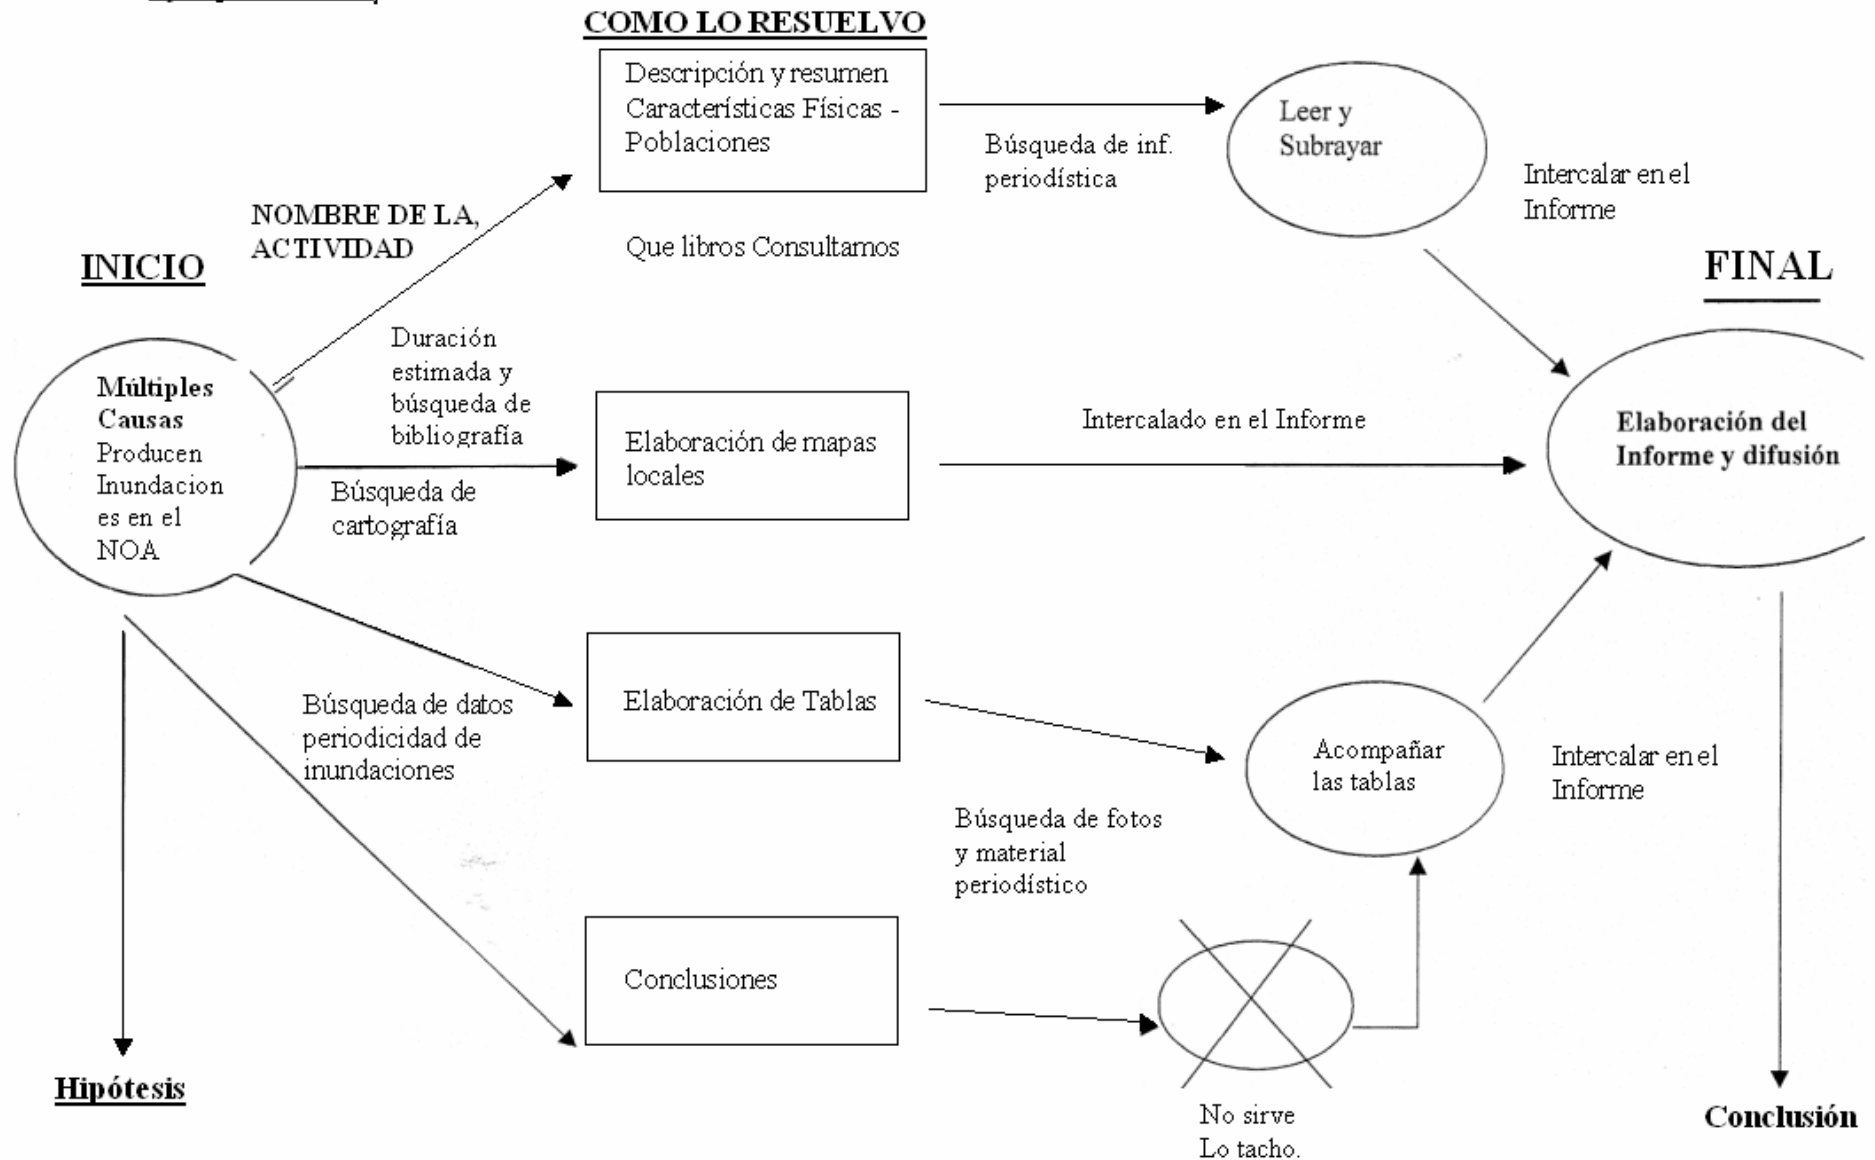 COMO LO RESUELVO
Descripción y resumen
Características Físicas -
Poblaciones
Búsqueda de inf.
periodística
Leer y
Subrayar
Intercalar en el
Informe
NOMBRE DE LA,
ACTIVIDAD
Que libros Consultamos
INICIO
FINAL
Duración
estimada y
búsqueda de
bibliografía
Múltiples
Causas
Producen
Inundacion
es en el
NOA
Búsqueda de
cartografía
Elaboración de mapas
locales
Intercalado en el Informe
Elaboración del
Informe y difusión
Búsqueda de datos
periodicidad de
inundaciones
Elaboración de Tablas
Acompañar
las tablas
Intercalar en el
Informe
Búsqueda de fotos
y material
periodístico
Conclusiones
No sirve
Lo tacho.
Hipótesis
Conclusión